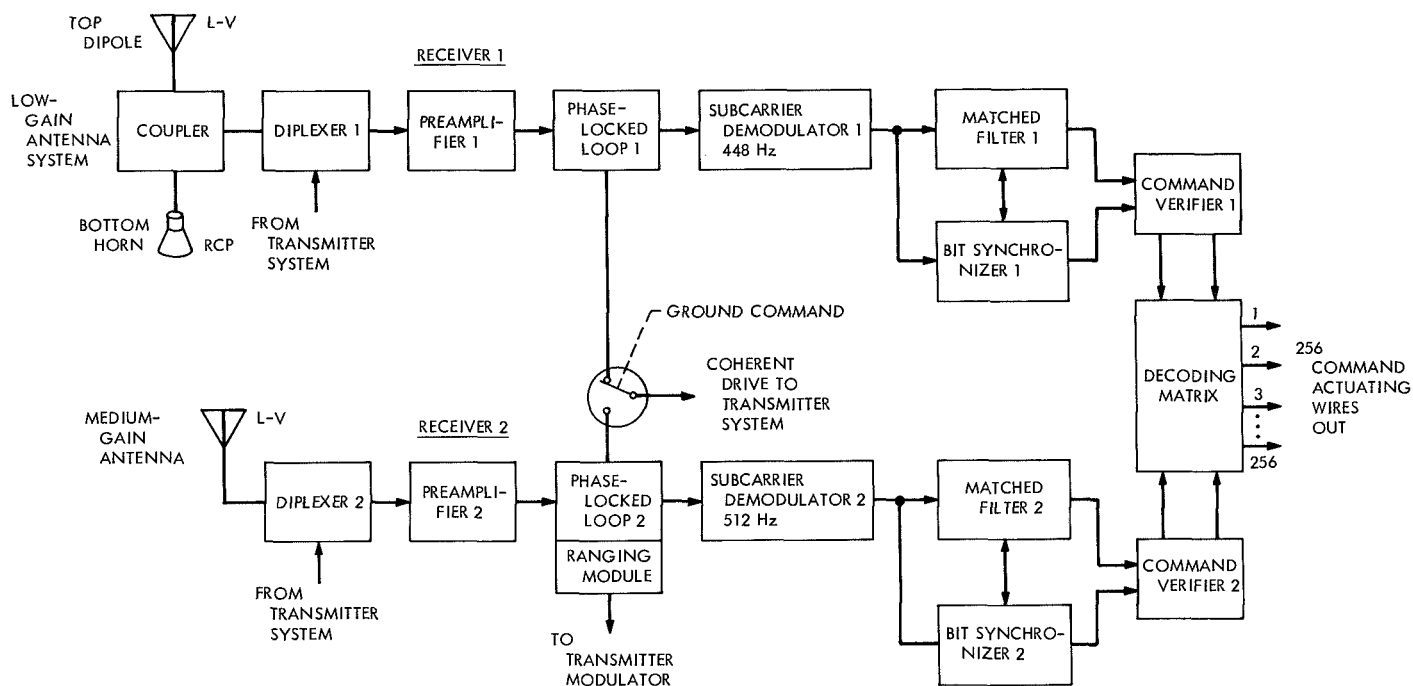 TOP
DIPOLE
L-V
RECEIVER 1
LOW-
GAIN
ANTENNA
SYSTEM
COUPLER
DIPLEXER 1
PREAMPLI-
FIER 1
PHASE-
LOCKED
LOOP 1
SUBCARRIER
DEMODULATOR 1
448 Hz
MATCHED
FILTER 1
COMMAND
VERIFIER 1
BOTTOM
HORN
RCP
FROM
TRANSMITTER
SYSTEM
BIT SYNCHRO-
NIZER 1
GROUND COMMAND
COHERENT
DRIVE TO
TRANSMITTER
SYSTEM
DECODING
MATRIX
1
2
3
256
256
COMMAND
ACTUATING
WIRES
OUT
MEDIUM-
GAIN
ANTENNA
L-V
RECEIVER 2
DIPLEXER 2
PREAMPLI-
FIER 2
PHASE-
LOCKED
LOOP 2
RANGING
MODULE
SUBCARRIER
DEMODULATOR 2
512 Hz
MATCHED
FILTER 2
COMMAND
VERIFIER 2
FROM
TRANSMITTER
SYSTEM
TO
TRANSMITTER
MODULATOR
BIT SYNCHRO-
NIZER 2